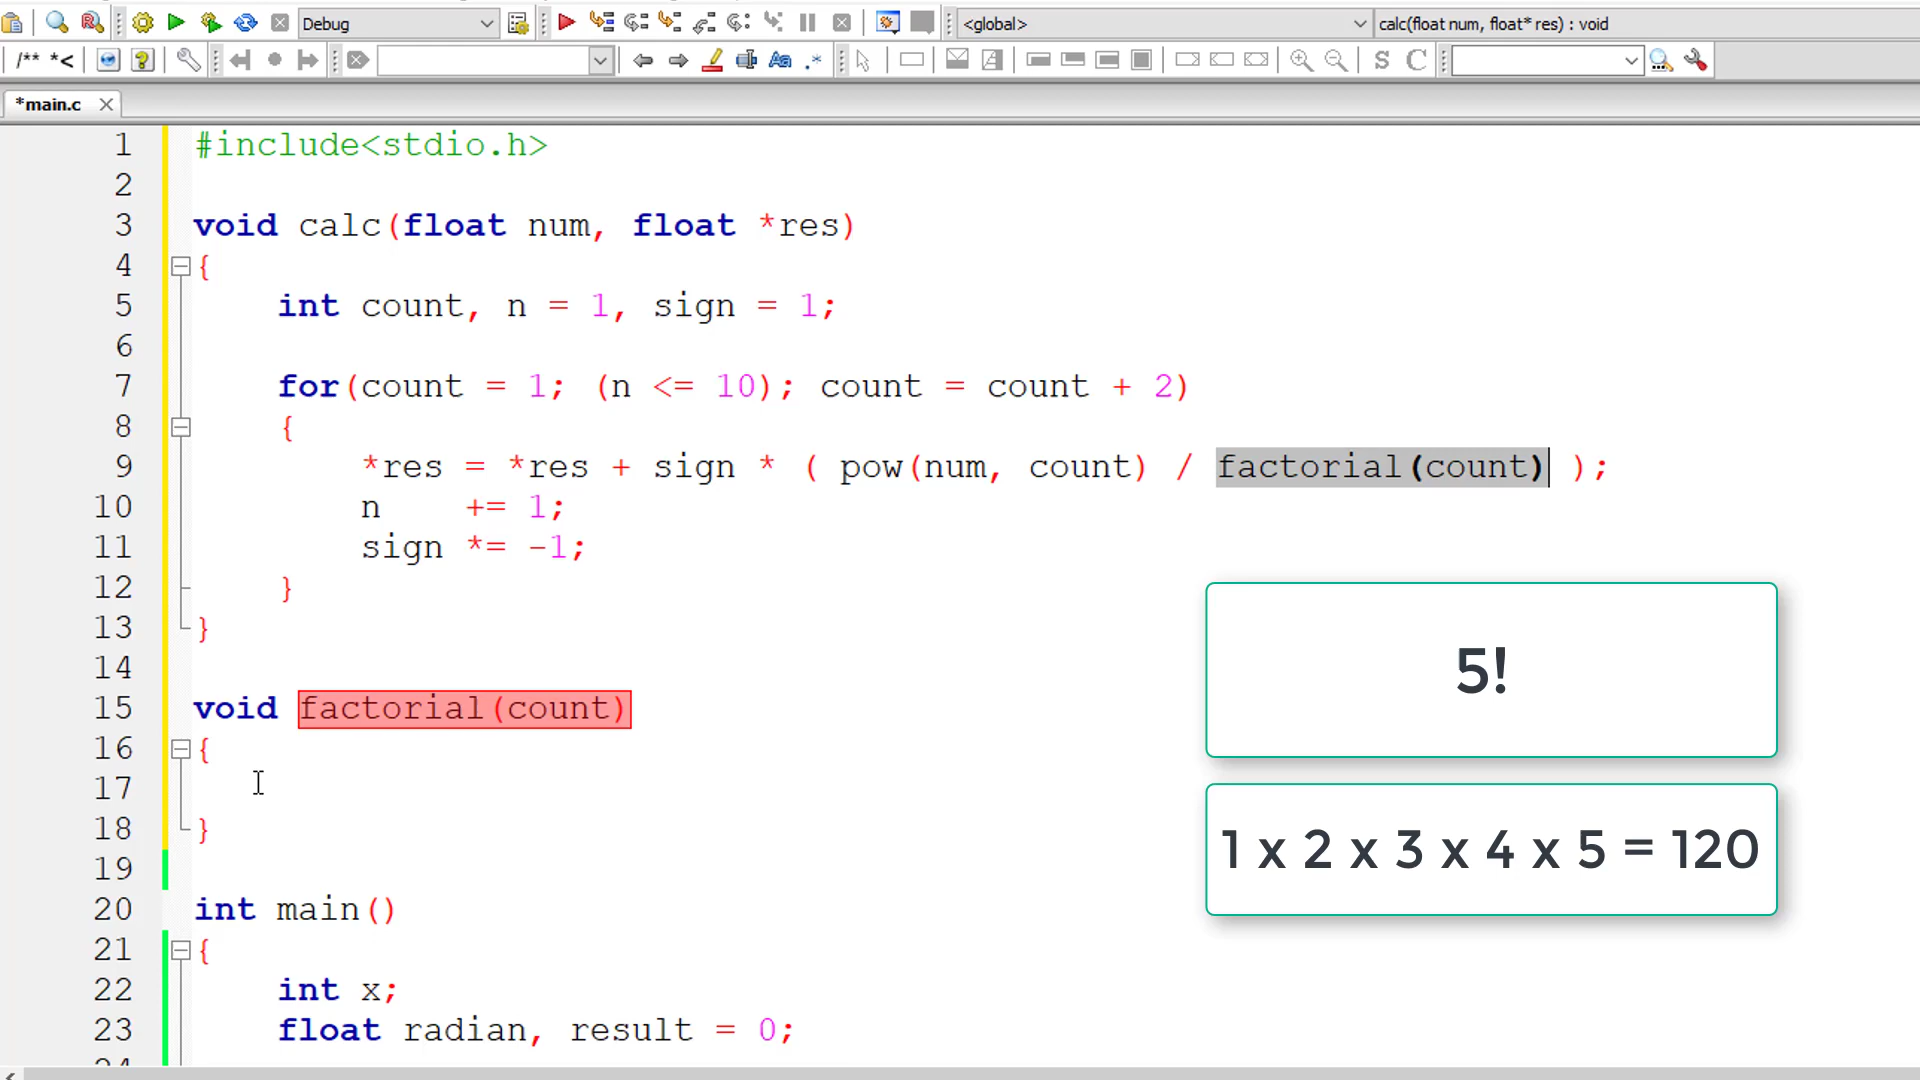 Debug
<global>
calc(float num, float* res) : void
/** *<
Aa
.*
S
C
*main.c
1 #include<stdio.h>
2
3 void calc(float num, float *res)
4 {
5 int count, n = 1, sign = 1;
6
7 for(count = 1; (n <= 10); count = count + 2)
8 {
9 *res = *res + sign * ( pow(num, count) / factorial(count) );
10 n += 1;
11 sign *= -1;
12 }
13 }
14
15 void factorial(count)
16 {
17
18 }
19
20 int main()
21 {
22 int x;
23 float radian, result = 0;
5!
1 x 2 x 3 x 4 x 5 = 120